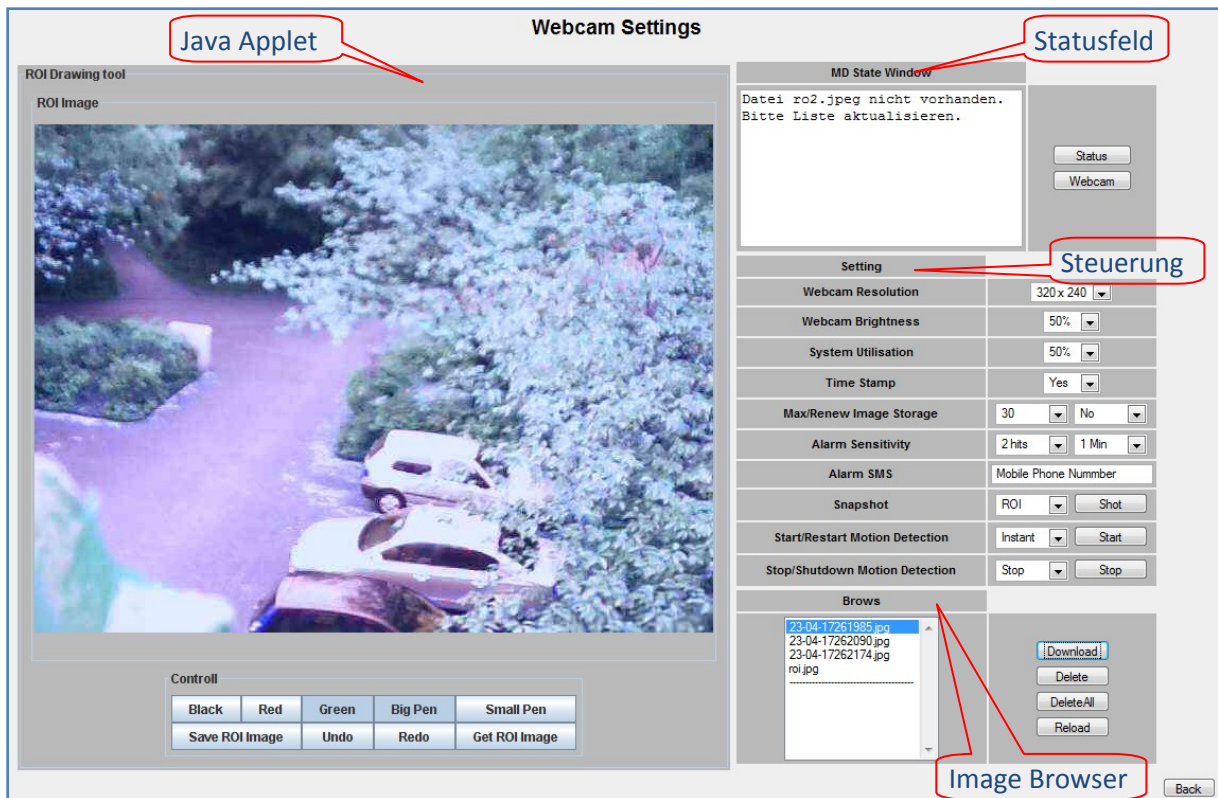 Webcam Settings
Java Applet
Statusfeld
ROI Drawing tool
ROI Image
MD State Window
Datei ro2.jpeg nicht vorhanden.
Bitte Liste aktualisieren.
Status
Webcam
Setting
Steuerung
Webcam Resolution
320 x 240
Webcam Brightness
50%
System Utilisation
50%
Time Stamp
Yes
Max/Renew Image Storage
30 No
Alarm Sensitivity
2 hits 1 Min
Alarm SMS
Mobile Phone Nummber
Snapshot
ROI Shot
Start/Restart Motion Detection
Instant Start
Stop/Shutdown Motion Detection
Stop Stop
Brows
23-04-17261985.jpg
23-04-17262090.jpg
23-04-17262174.jpg
roi.jpg
---------------------------------------
Download
Delete
DeleteAll
Reload
Controll
Black Red Green Big Pen Small Pen
Save ROI Image Undo Redo Get ROI Image
Image Browser
Back